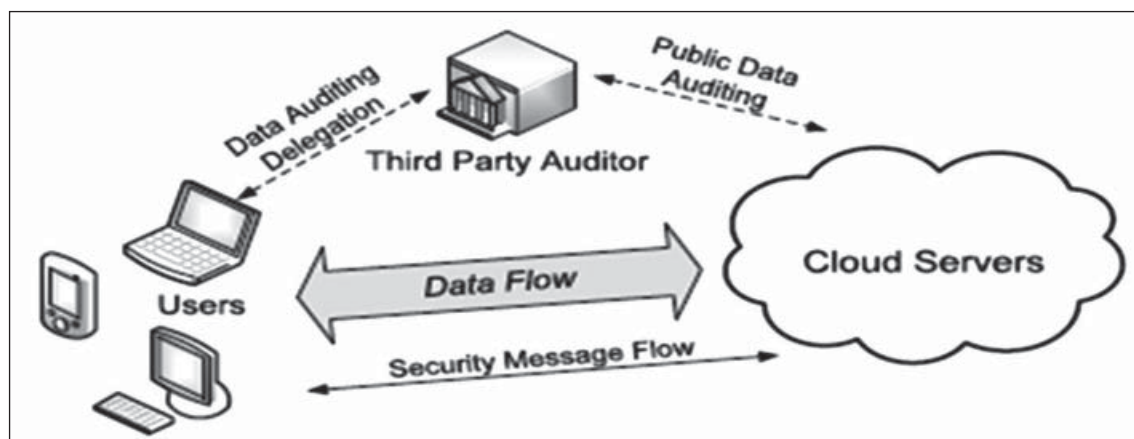 Data Auditing
Delegation
Public Data
Auditing
Third Party Auditor
Users
Data Flow
Cloud Servers
Security Message Flow